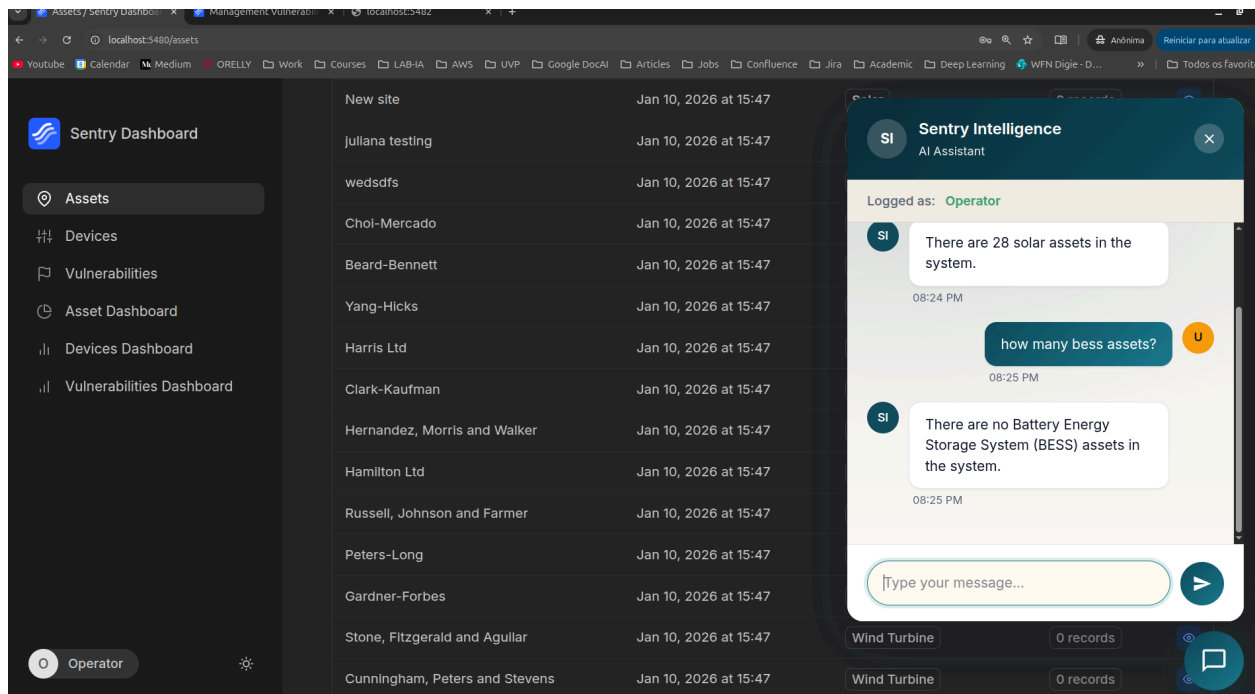 Assets / Sentry Dashboa
Management Vulnerabi
localhost:5482
localhost:5480/assets
Anônima
Reiniciar para atualizar
Youtube
Calendar
Medium
ORELLY
Work
Courses
LAB-IA
AWS
UVP
Google DocAI
Articles
Jobs
Confluence
Jira
Academic
Deep Learning
WFN Digie - D...
»
Todos os favorit
Sentry Dashboard
Assets
Devices
Vulnerabilities
Asset Dashboard
Devices Dashboard
Vulnerabilities Dashboard
O Operator
New site Jan 10, 2026 at 15:47
juliana testing Jan 10, 2026 at 15:47
wedsdfs Jan 10, 2026 at 15:47
Choi-Mercado Jan 10, 2026 at 15:47
Beard-Bennett Jan 10, 2026 at 15:47
Yang-Hicks Jan 10, 2026 at 15:47
Harris Ltd Jan 10, 2026 at 15:47
Clark-Kaufman Jan 10, 2026 at 15:47
Hernandez, Morris and Walker Jan 10, 2026 at 15:47
Hamilton Ltd Jan 10, 2026 at 15:47
Russell, Johnson and Farmer Jan 10, 2026 at 15:47
Peters-Long Jan 10, 2026 at 15:47
Gardner-Forbes Jan 10, 2026 at 15:47
Stone, Fitzgerald and Aguilar Jan 10, 2026 at 15:47 Wind Turbine 0 records
Cunningham, Peters and Stevens Jan 10, 2026 at 15:47 Wind Turbine 0 records
SI
Sentry Intelligence
AI Assistant
Logged as: Operator
SI
There are 28 solar assets in the
system.
08:24 PM
how many bess assets?
U
08:25 PM
SI
There are no Battery Energy
Storage System (BESS) assets in
the system.
08:25 PM
Type your message...